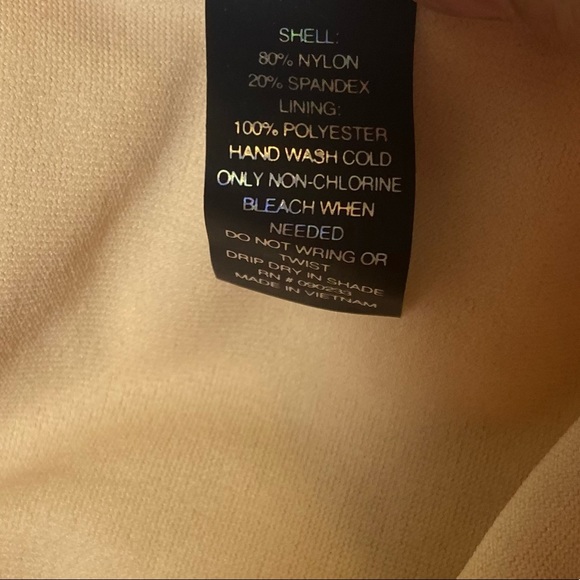 SHELL:
80% NYLON
20% SPANDEX
LINING:
100% POLYESTER
HAND WASH COLD
ONLY NON-CHLORINE
BLEACH WHEN
NEEDED
DO NOT WRING OR
TWIST
DRIP DRY IN SHADE
RN # 090233
MADE IN VIETNAM